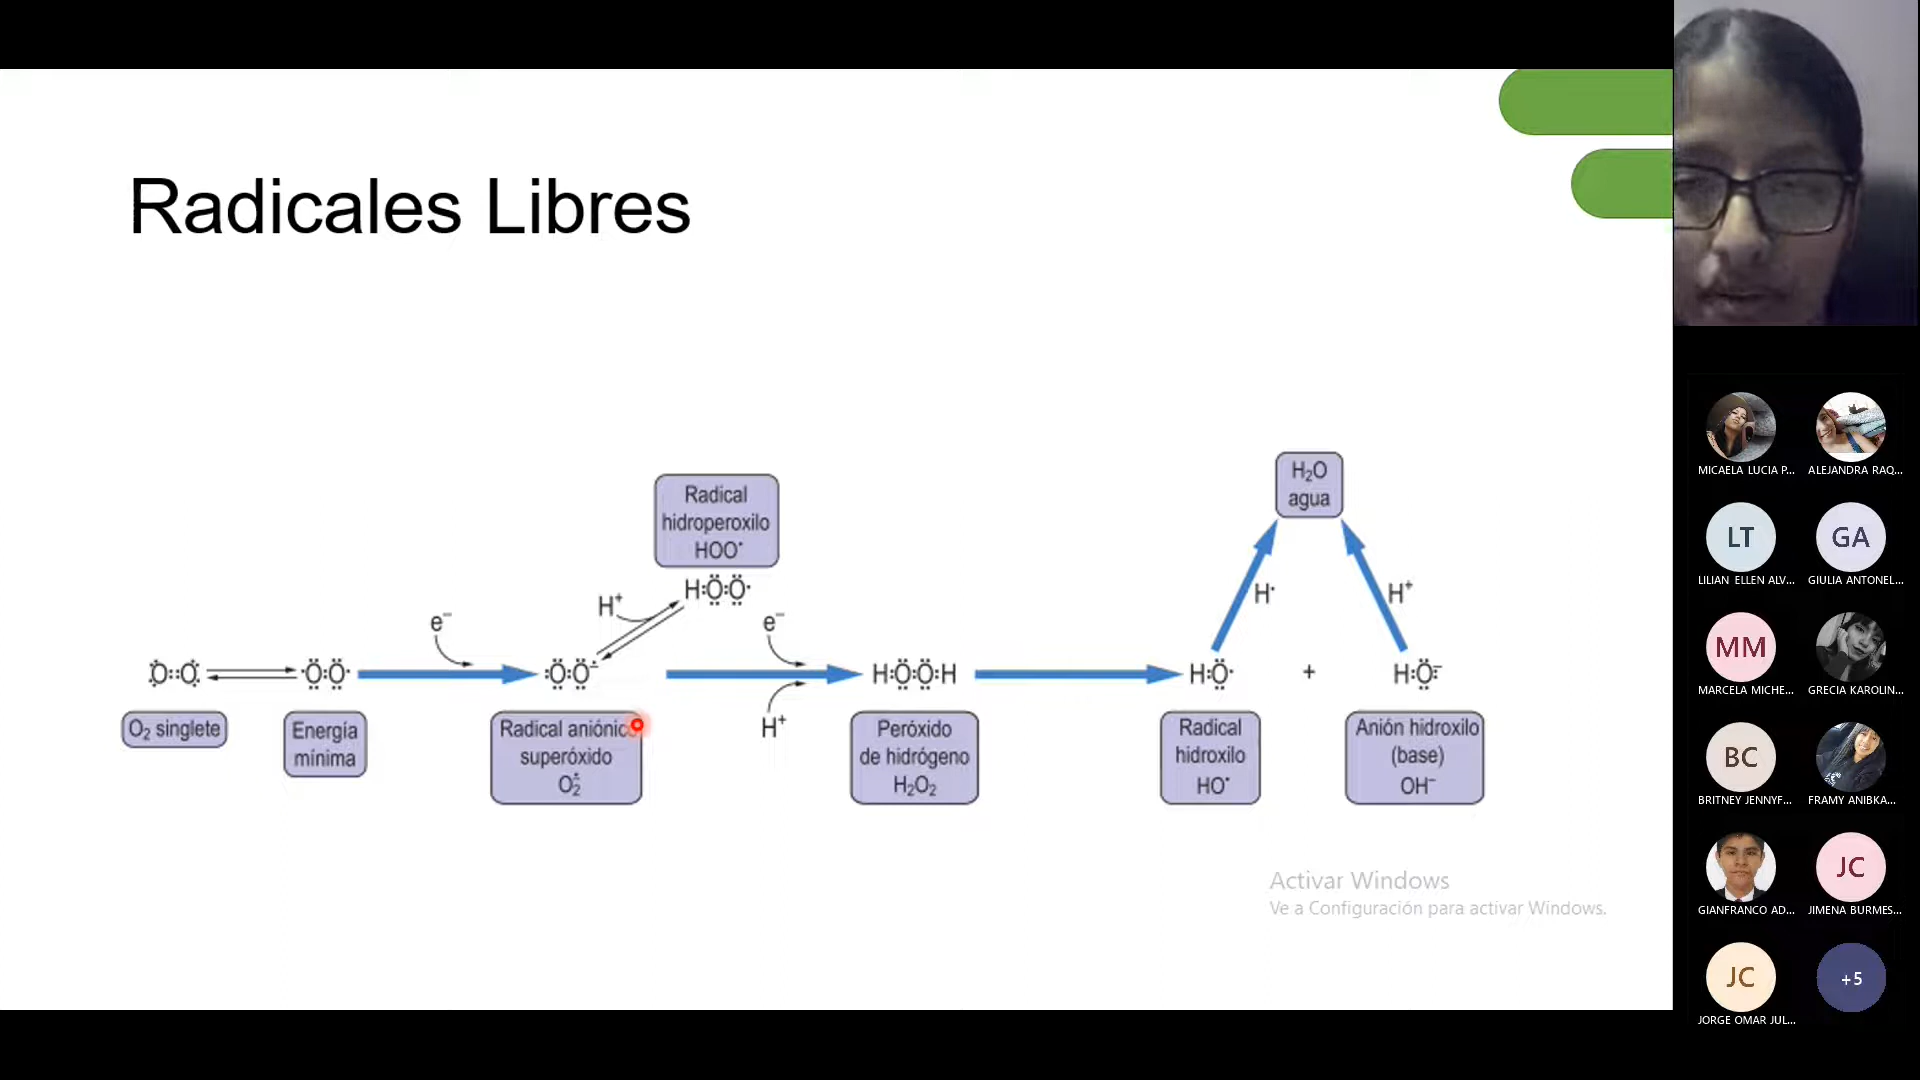 Radicales Libres
Radical
hidroperoxilo
HOO•
H:Ö:Ö:
H⁺
e⁻
e⁻
H⁺
O::O
·O:O·
:O:O:⁻
H:O:O:H
H:O·
+
H:O:⁻
H₂O
agua
H·
H⁺
O₂ singlete
Energía
mínima
Radical aniónico
superóxido
O₂•⁻
Peróxido
de hidrógeno
H₂O₂
Radical
hidroxilo
HO•
Anión hidroxilo
(base)
OH⁻
Activar Windows
Ve a Configuración para activar Windows.
MICAELA LUCIA P...
ALEJANDRA RAQ...
LT
GA
LILIAN ELLEN ALV...
GIULIA ANTONEL...
MM
MARCELA MICHE...
GRECIA KAROLIN...
BC
BRITNEY JENNYF...
FRAMY ANIBKA...
JC
GIANFRANCO AD...
JIMENA BURMES...
JC
+5
JORGE OMAR JUL...